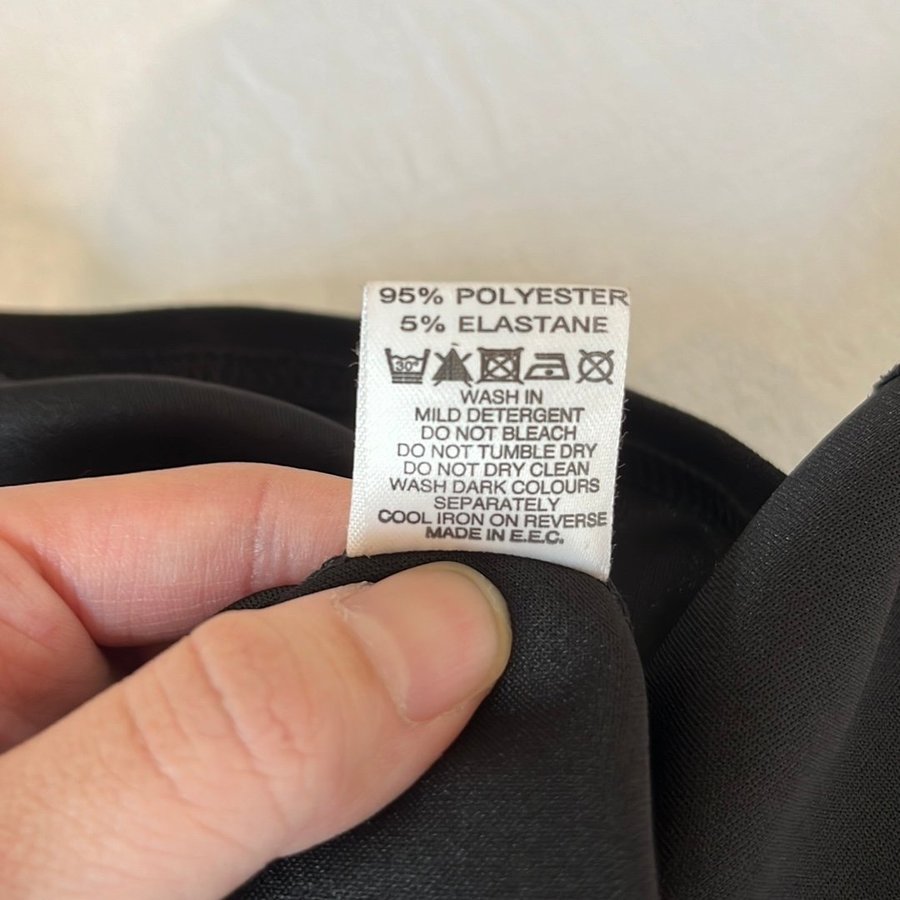 95% POLYESTER
5% ELASTANE
30°
WASH IN
MILD DETERGENT
DO NOT BLEACH
DO NOT TUMBLE DRY
DO NOT DRY CLEAN
WASH DARK COLOURS
SEPARATELY
COOL IRON ON REVERSE
MADE IN E.E.C.